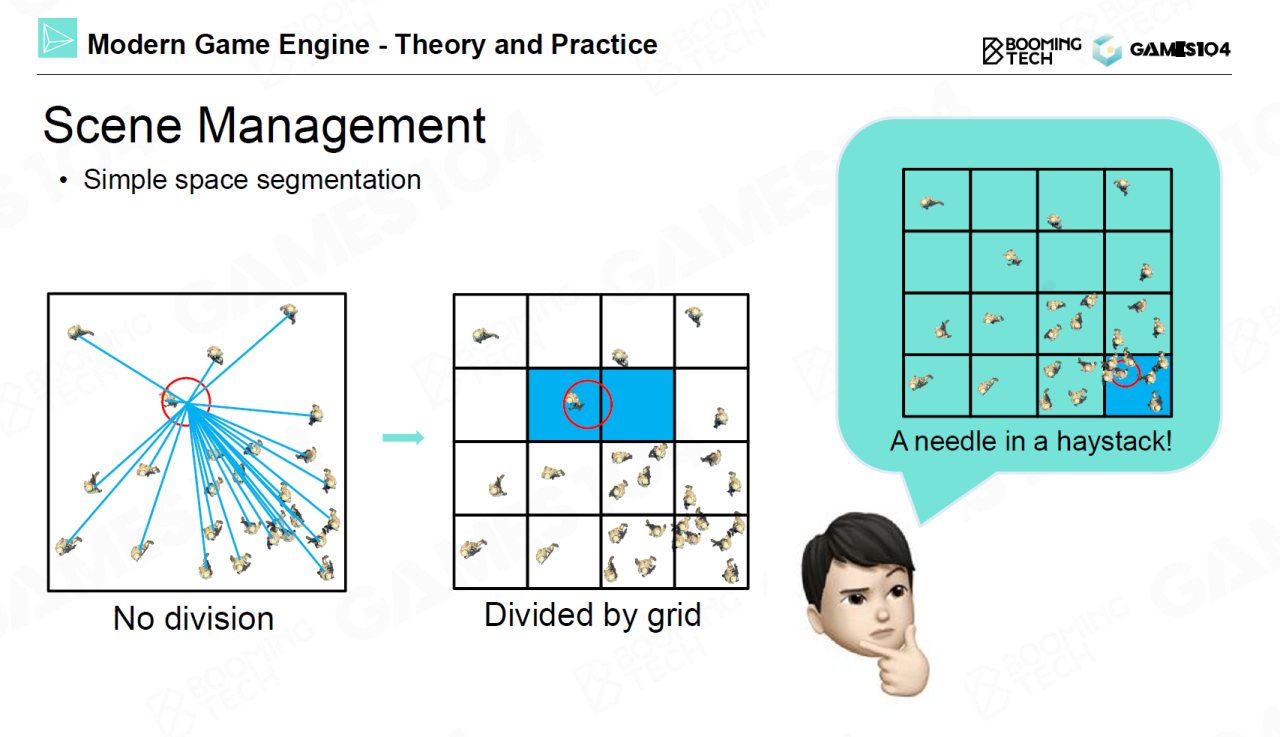 Modern Game Engine - Theory and Practice
BOOMING
TECH
GAMES104
Scene Management
• Simple space segmentation
No division
Divided by grid
A needle in a haystack!